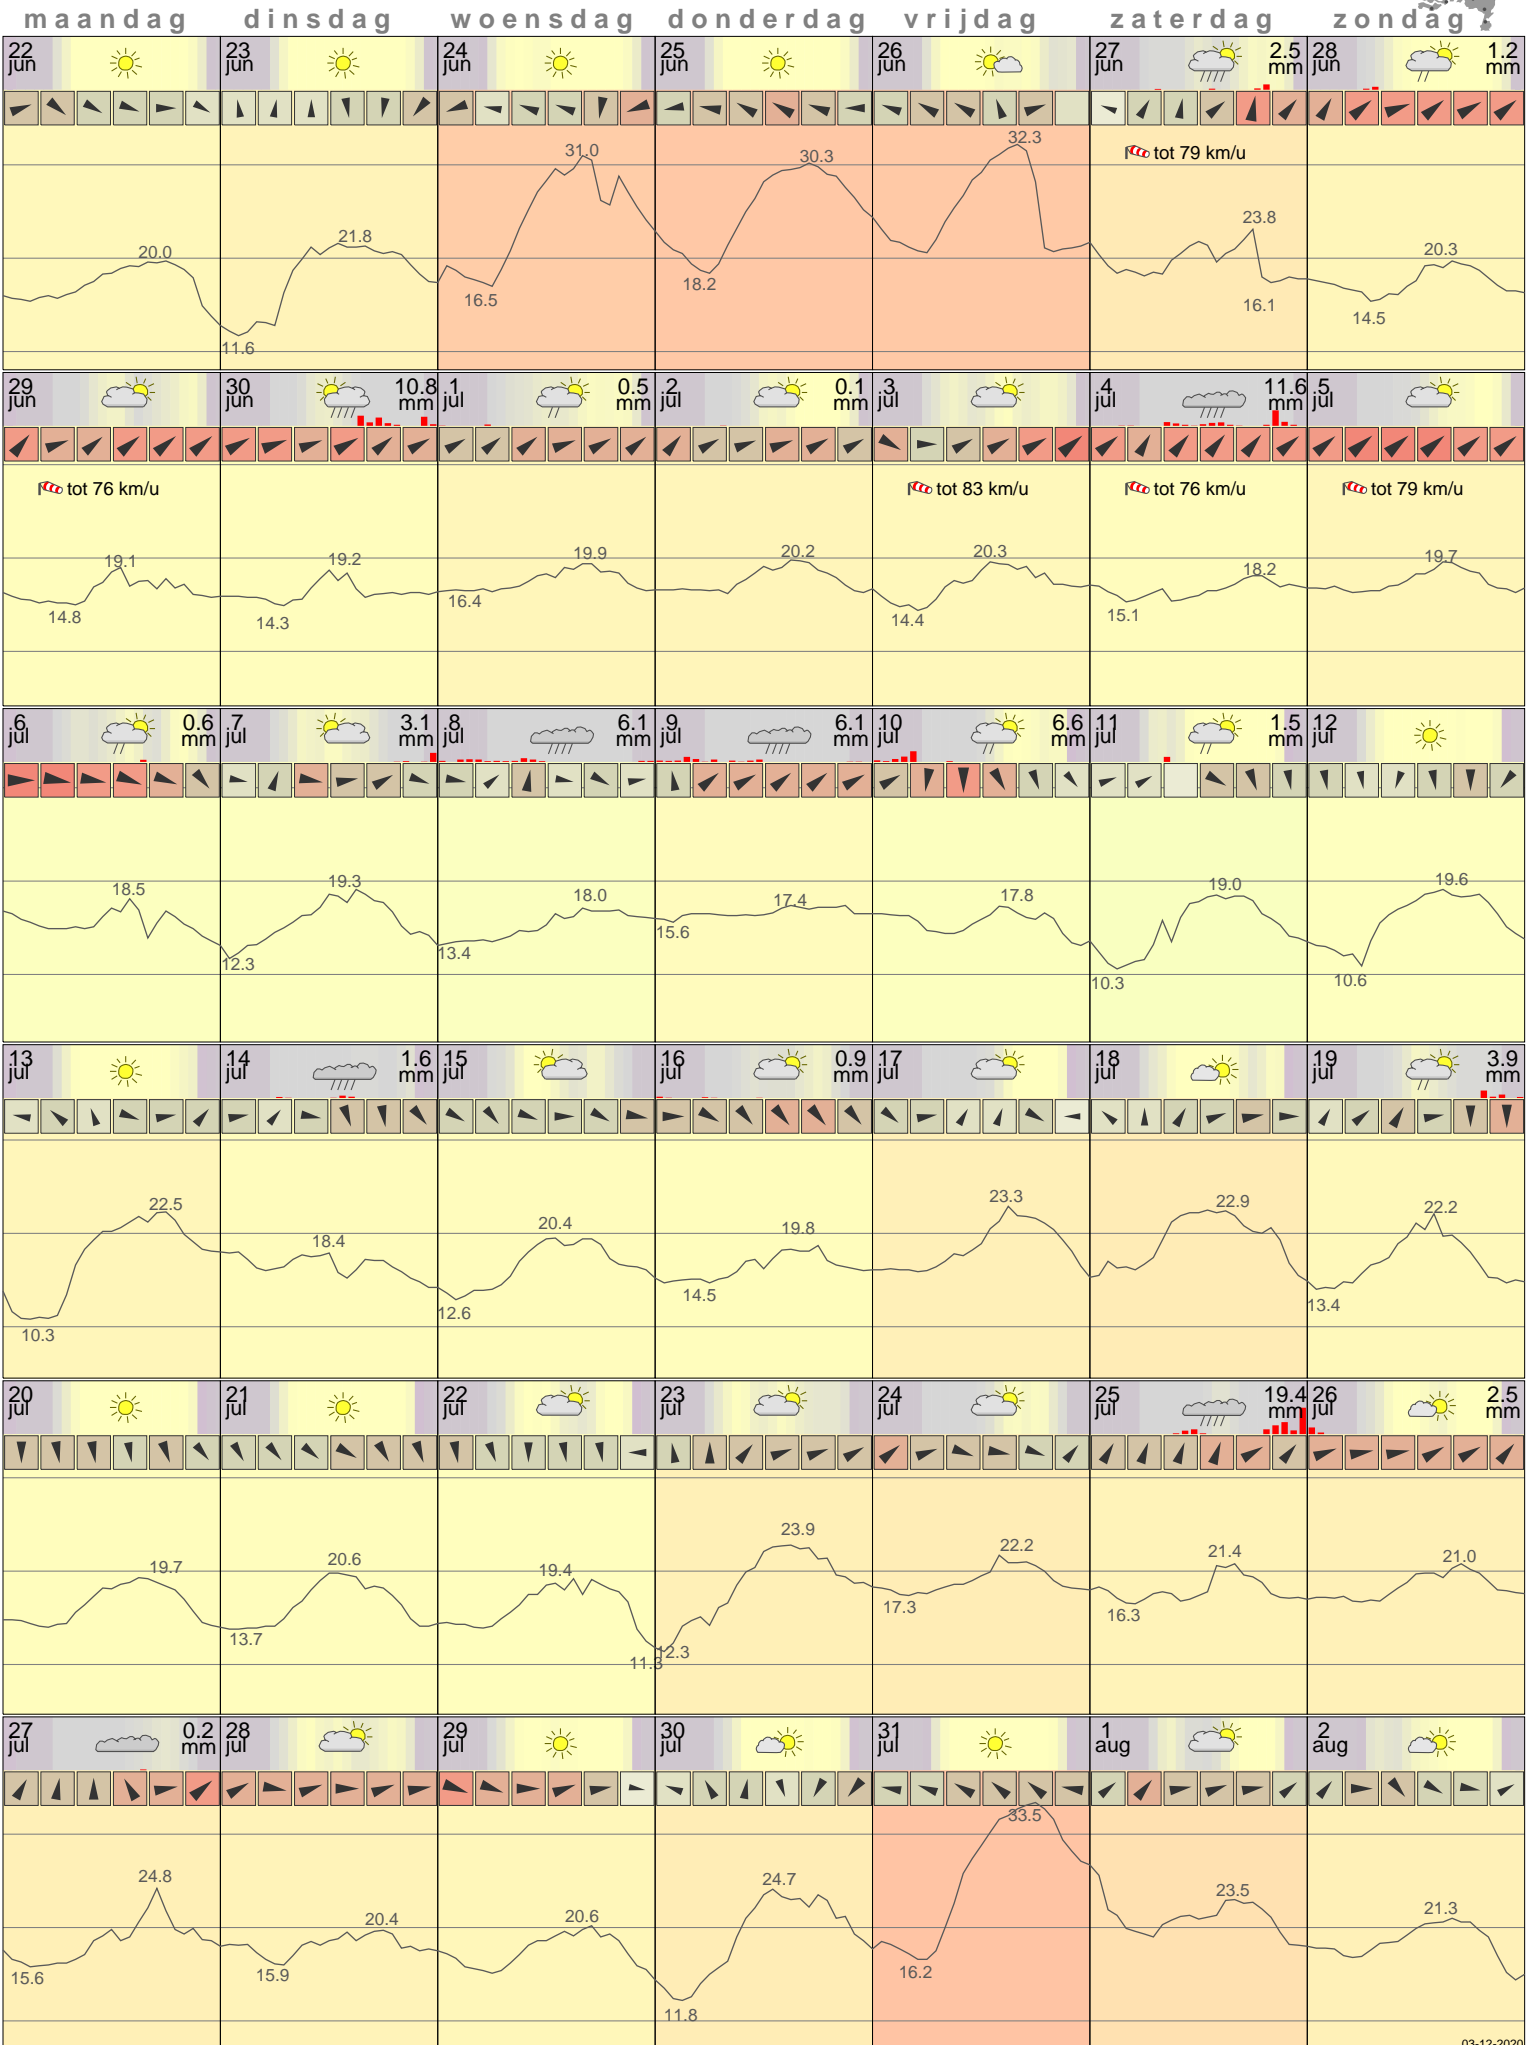 maandag dinsdag woensdag donderdag vrijdag zaterdag zondag
22 jun 23 jun 24 jun 25 jun 26 jun 27 jun 2.5 mm 28 jun 1.2 mm
tot 79 km/u
20.0 11.6 21.8 16.5 31.0 18.2 30.3 32.3 23.8 16.1 14.5 20.3
29 jun 30 jun 10.8 mm 1 jul 0.5 mm 2 jul 0.1 mm 3 jul 4 jul 11.6 mm 5 jul
tot 76 km/u tot 83 km/u tot 76 km/u tot 79 km/u
14.8 19.1 14.3 19.2 16.4 19.9 20.2 14.4 20.3 15.1 18.2 19.7
6 jul 0.6 mm 7 jul 3.1 mm 8 jul 6.1 mm 9 jul 6.1 mm 10 jul 6.6 mm 11 jul 1.5 mm 12 jul
18.5 12.3 19.3 13.4 18.0 15.6 17.4 17.8 10.3 19.0 10.6 19.6
13 jul 14 jul 1.6 mm 15 jul 16 jul 0.9 mm 17 jul 18 jul 19 jul 3.9 mm
10.3 22.5 18.4 12.6 20.4 14.5 19.8 23.3 22.9 13.4 22.2
20 jul 21 jul 22 jul 23 jul 24 jul 25 jul 19.4 mm 26 jul 2.5 mm
19.7 13.7 20.6 19.4 11.3 12.3 23.9 17.3 22.2 16.3 21.4 21.0
27 jul 0.2 mm 28 jul 29 jul 30 jul 31 jul 1 aug 2 aug
15.6 24.8 15.9 20.4 20.6 11.8 24.7 16.2 33.5 23.5 21.3
03-12-2020